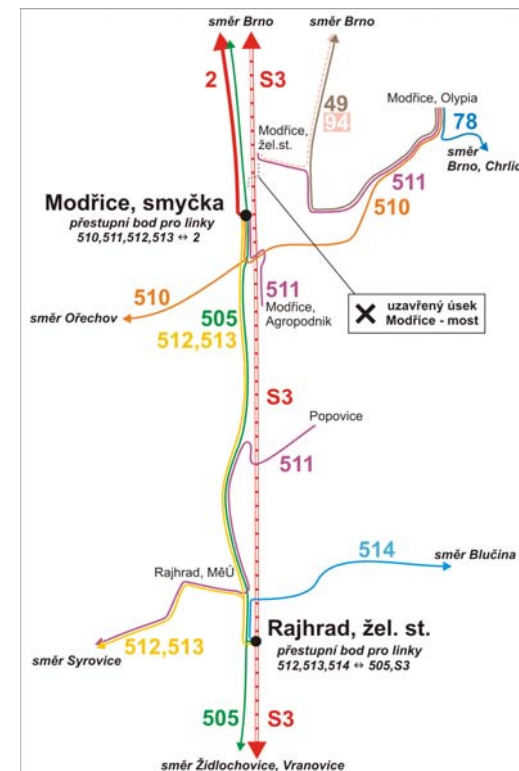 směr Brno
směr Brno
2
S3
49
94
Modřice, Olypia
78
Modřice,
žel.st.
směr
Brno, Chrlic
511
510
Modřice, smyčka
přestupní bod pro linky
510,511,512,513 ↔ 2
510
511
Modřice,
Agropodnik
uzavřený úsek
Modřice - most
směr Ořechov
505
512,513
S3
Popovice
511
514
směr Blučina
Rajhrad, MěÚ
Rajhrad, žel. st.
přestupní bod pro linky
512,513,514 ↔ 505,S3
512,513
směr Syrovice
505
S3
směr Židlochovice, Vranovice